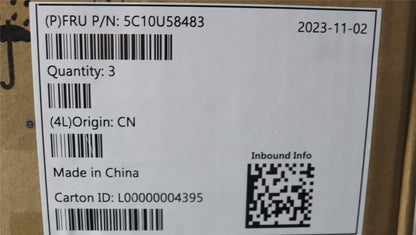 (P)FRU P/N: 5C10U58483
2023-11-02
Quantity: 3
(4L)Origin: CN
Made in China
Inbound Info
Carton ID: L00000004395